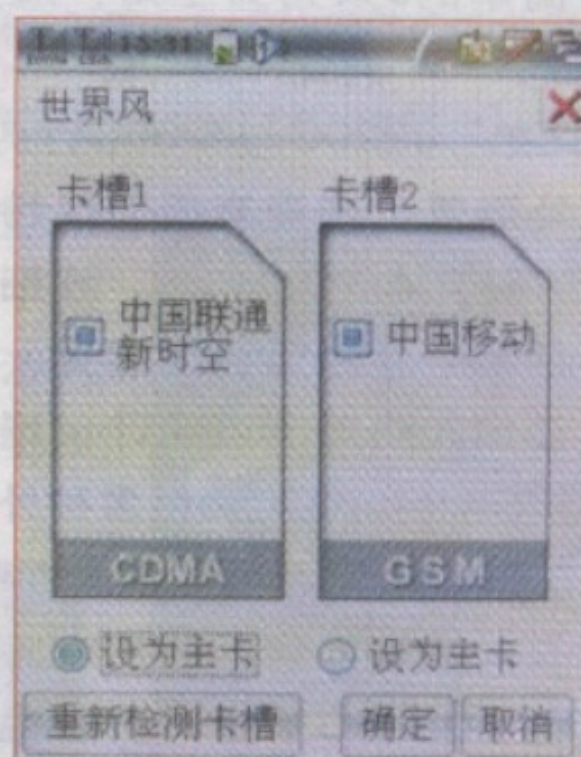 15:31
世界风
卡槽1
卡槽2
中国联通
新时空
中国移动
CDMA
GSM
设为主卡
设为主卡
重新检测卡槽
确定
取消